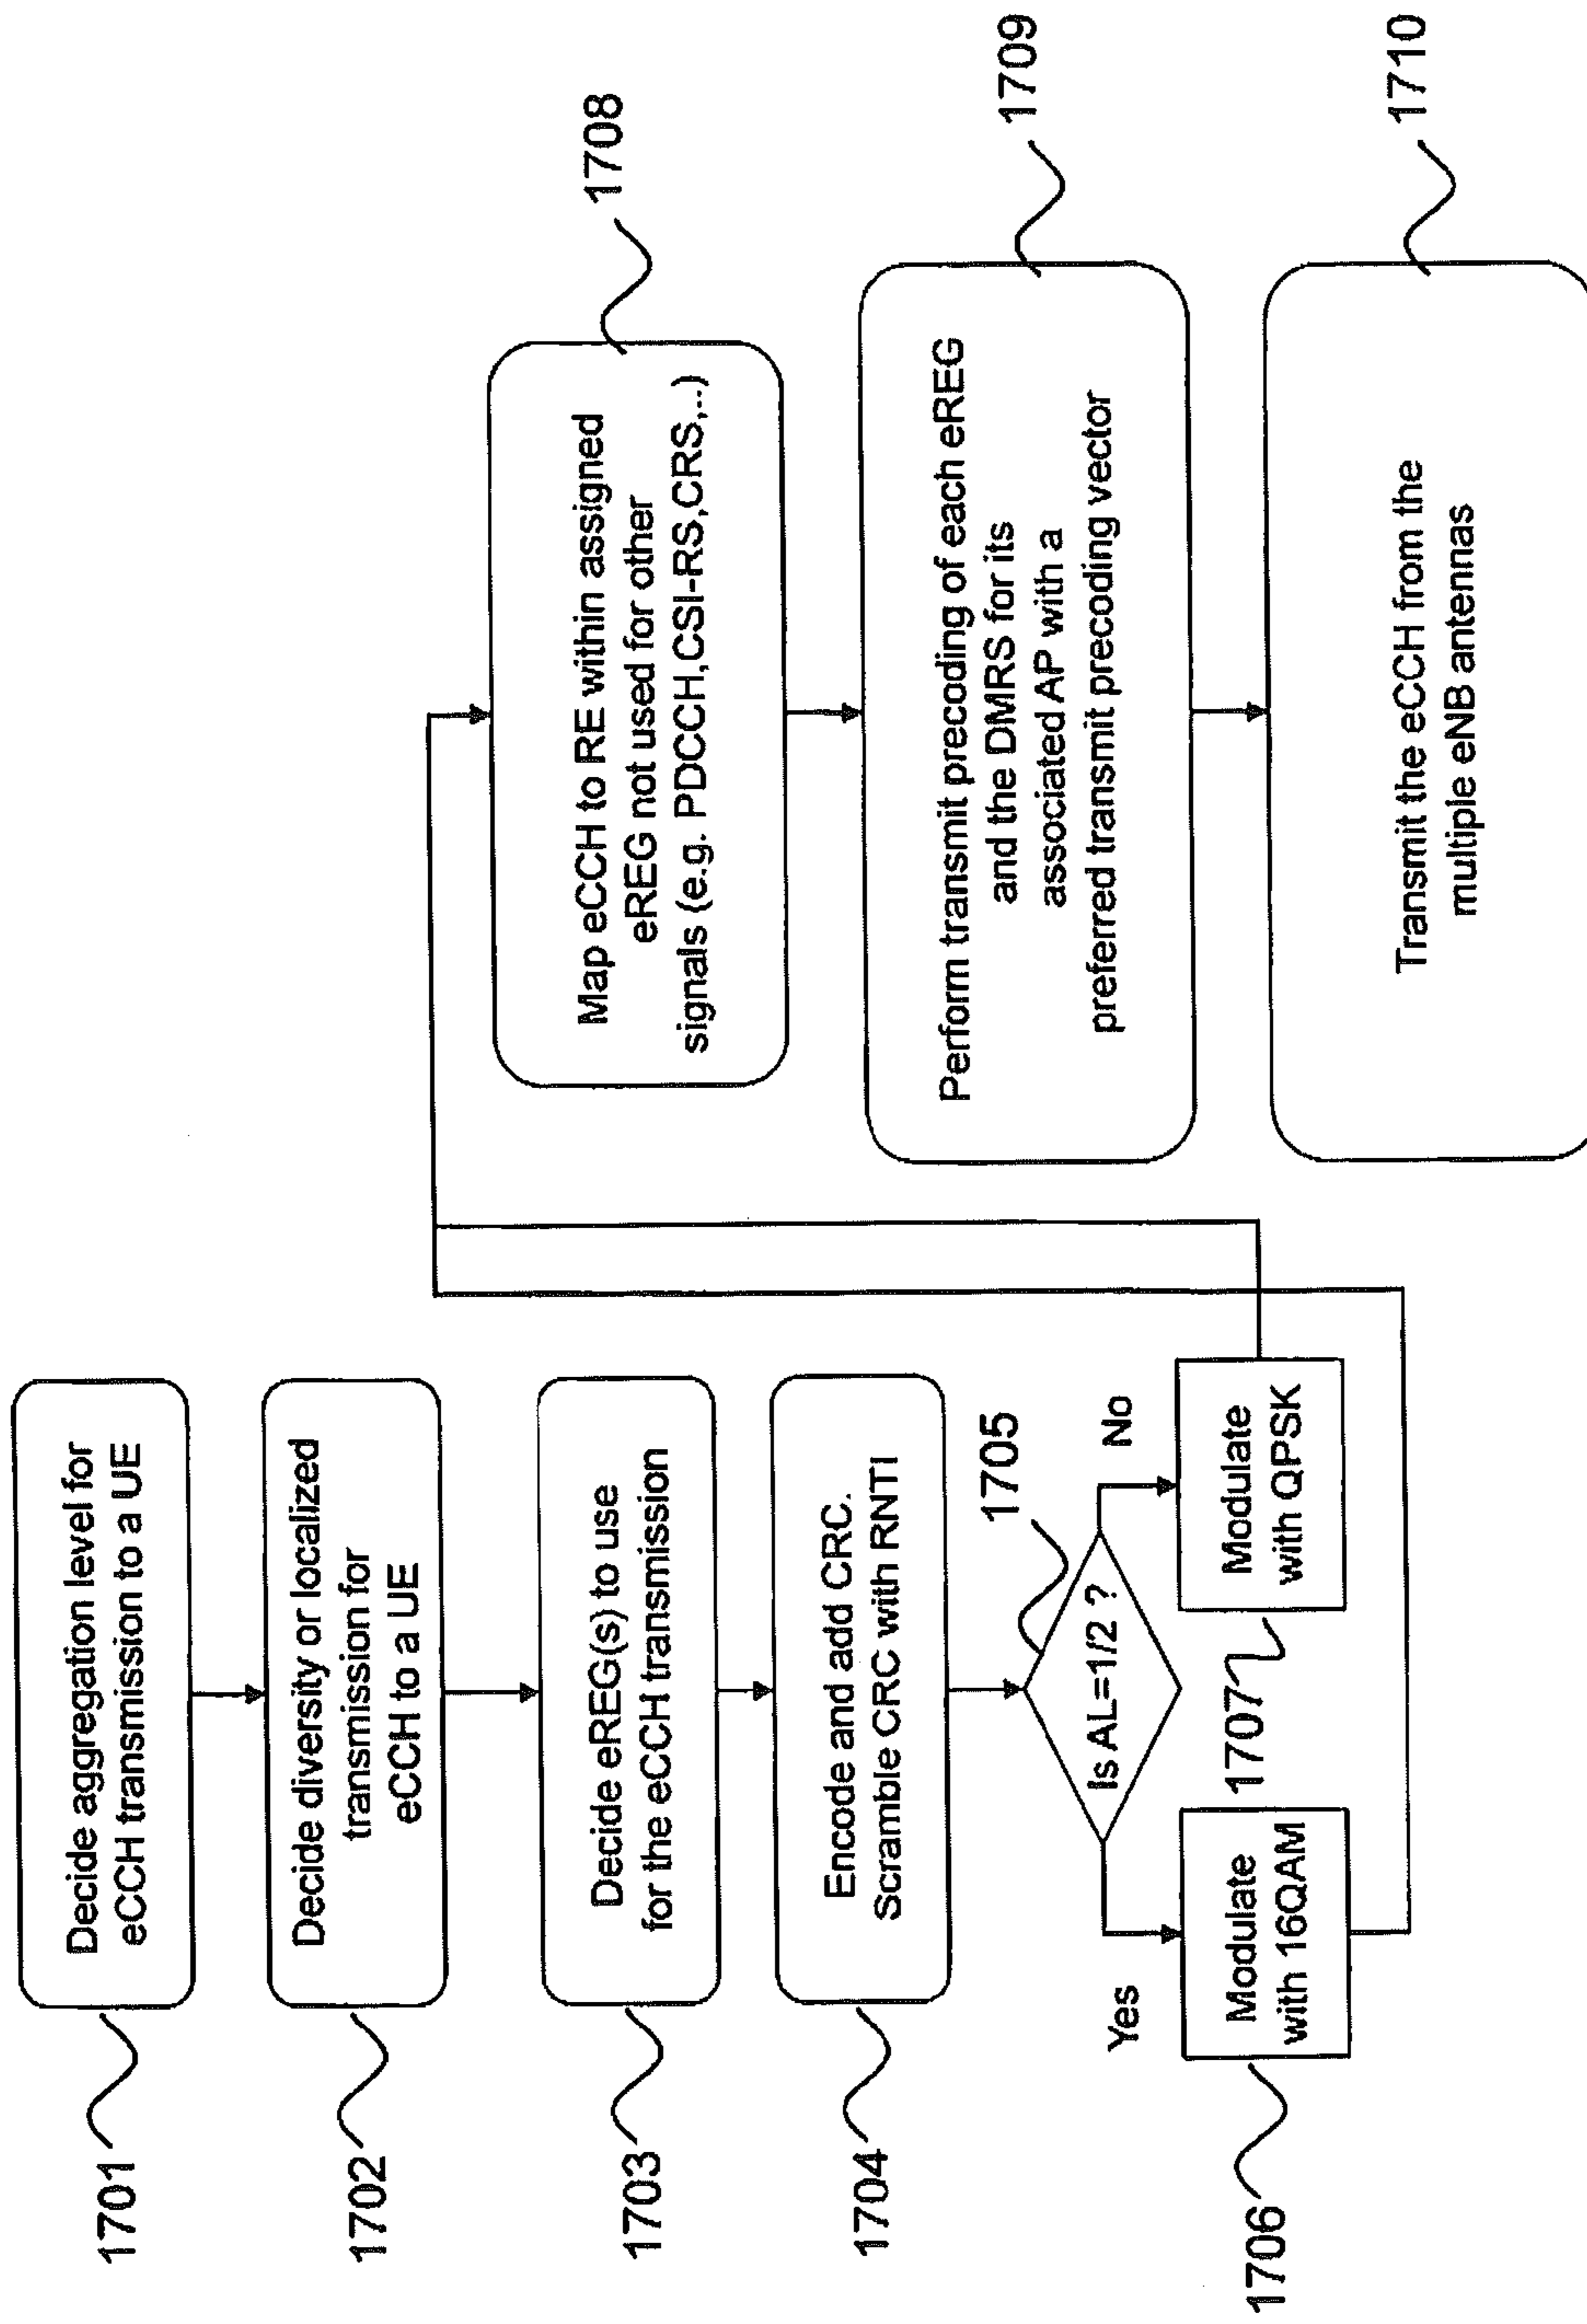 1701
Decide aggregation level for
eCCH transmission to a UE
1702
Decide diversity or localized
transmission for
eCCH to a UE
1703
Decide eREG(s) to use
for the eCCH transmission
1704
Encode and add CRC.
Scramble CRC with RNTI
1705
Is AL=1/2 ?
Yes
No
1706
Modulate
with 16QAM
1707
Modulate
with QPSK
1708
Map eCCH to RE within assigned
eREG not used for other
signals (e.g. PDCCH,CSI-RS,CRS,..)
1709
Perform transmit precoding of each eREG
and the DMRS for its
associated AP with a
preferred transmit precoding vector
1710
Transmit the eCCH from the
multiple eNB antennas